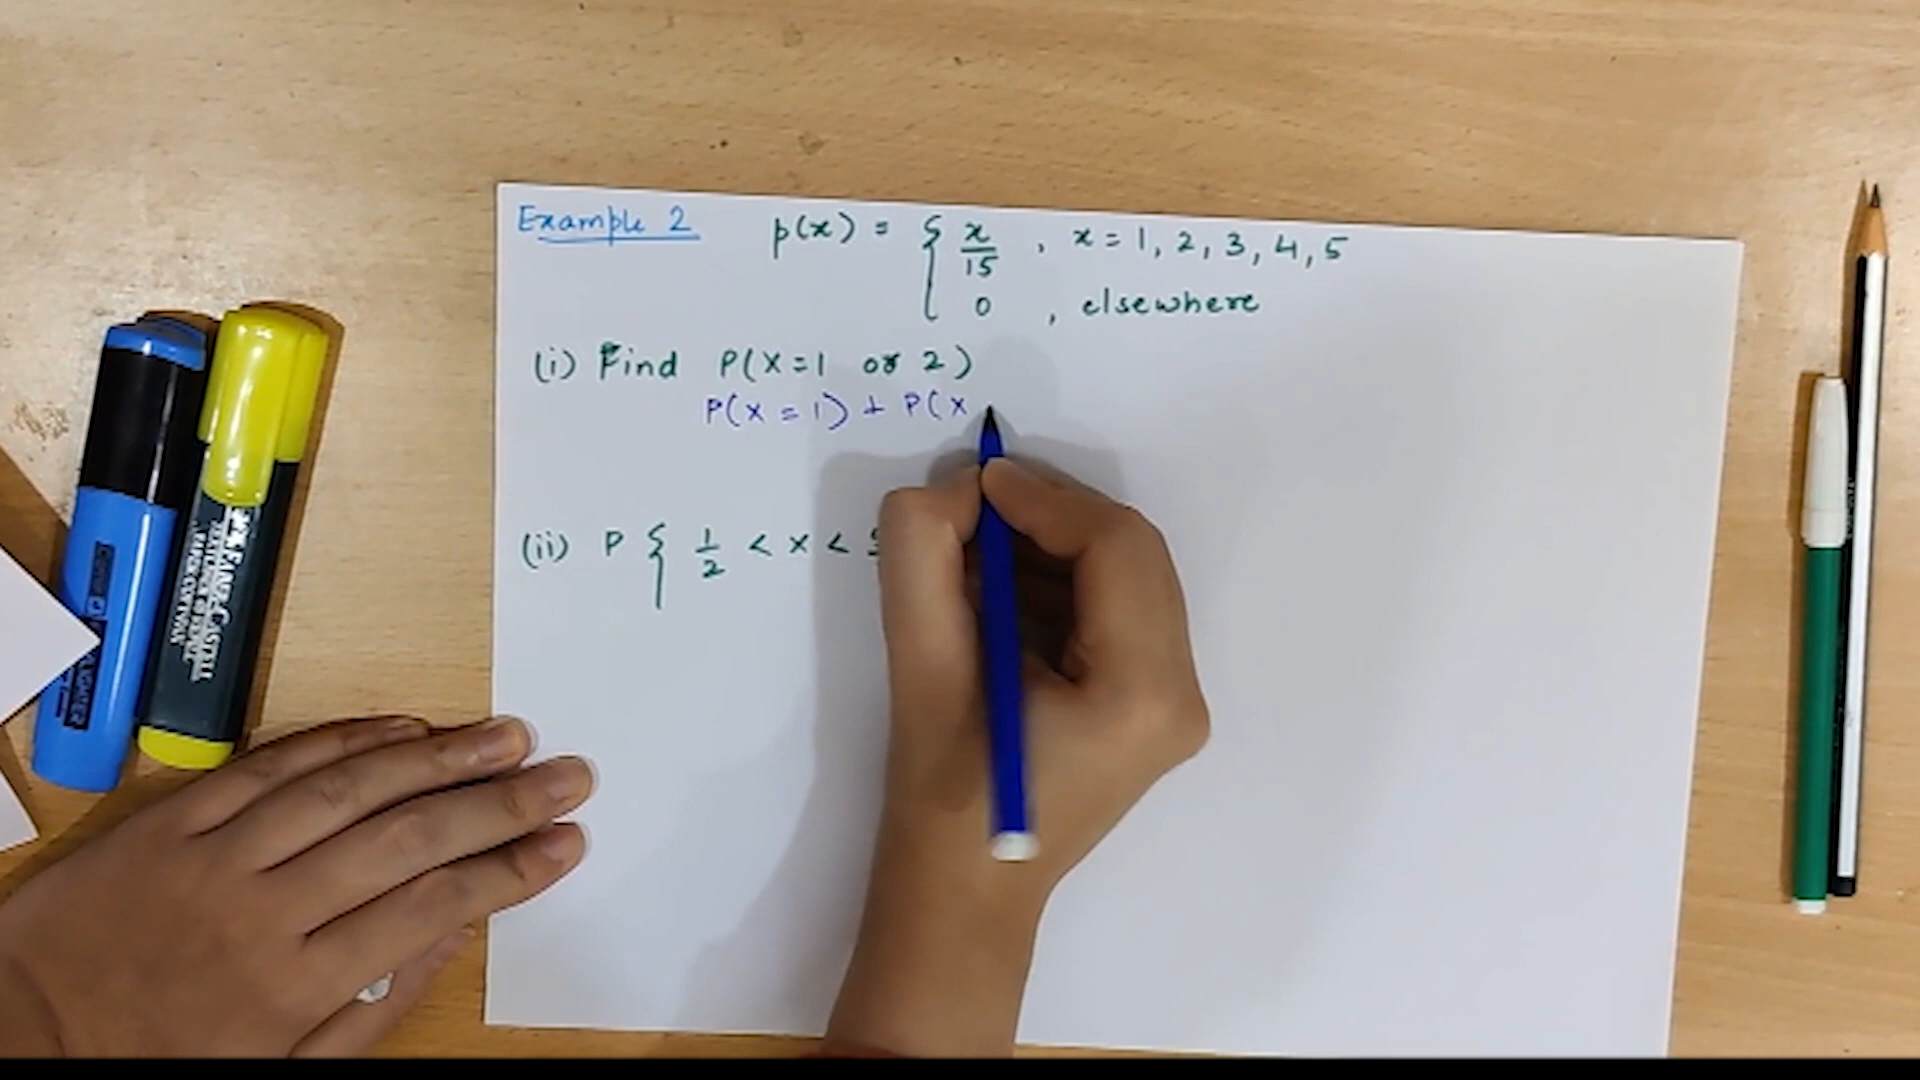 Example 2 p(x) = { x/15 , x = 1, 2, 3, 4, 5
0 , elsewhere
(i) Find P(X=1 or 2)
P(X = 1) + P(X
(ii) P { 1/2 < X <
FABER-CASTELL